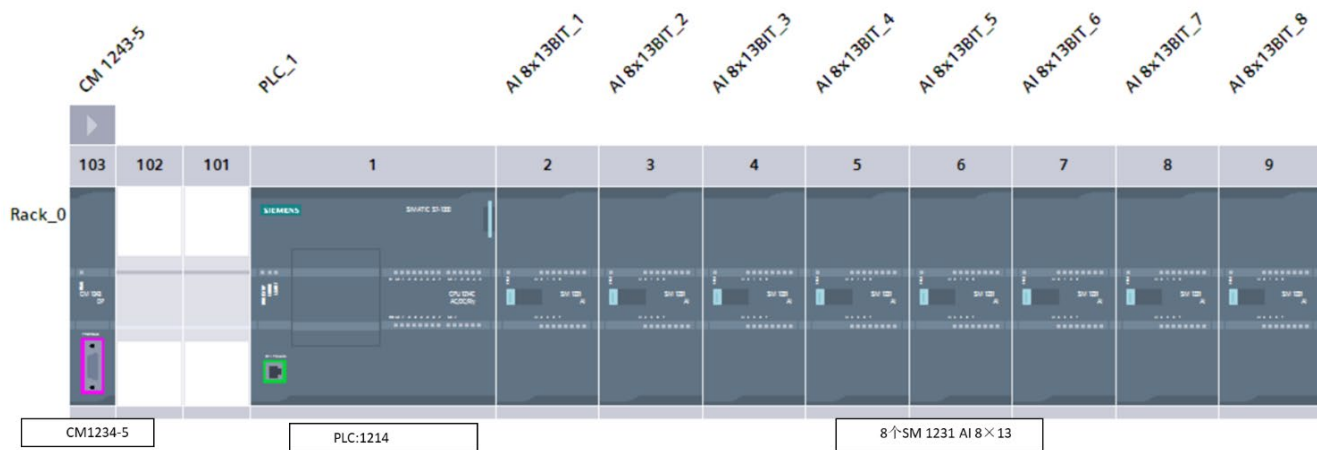 CM 1243-5
PLC_1
AI 8x13BIT_1
AI 8x13BIT_2
AI 8x13BIT_3
AI 8x13BIT_4
AI 8x13BIT_5
AI 8x13BIT_6
AI 8x13BIT_7
AI 8x13BIT_8
103 102 101 1 2 3 4 5 6 7 8 9
Rack_0
SIEMENS
CM1234-5
PLC:1214
8个SM 1231 AI 8×13